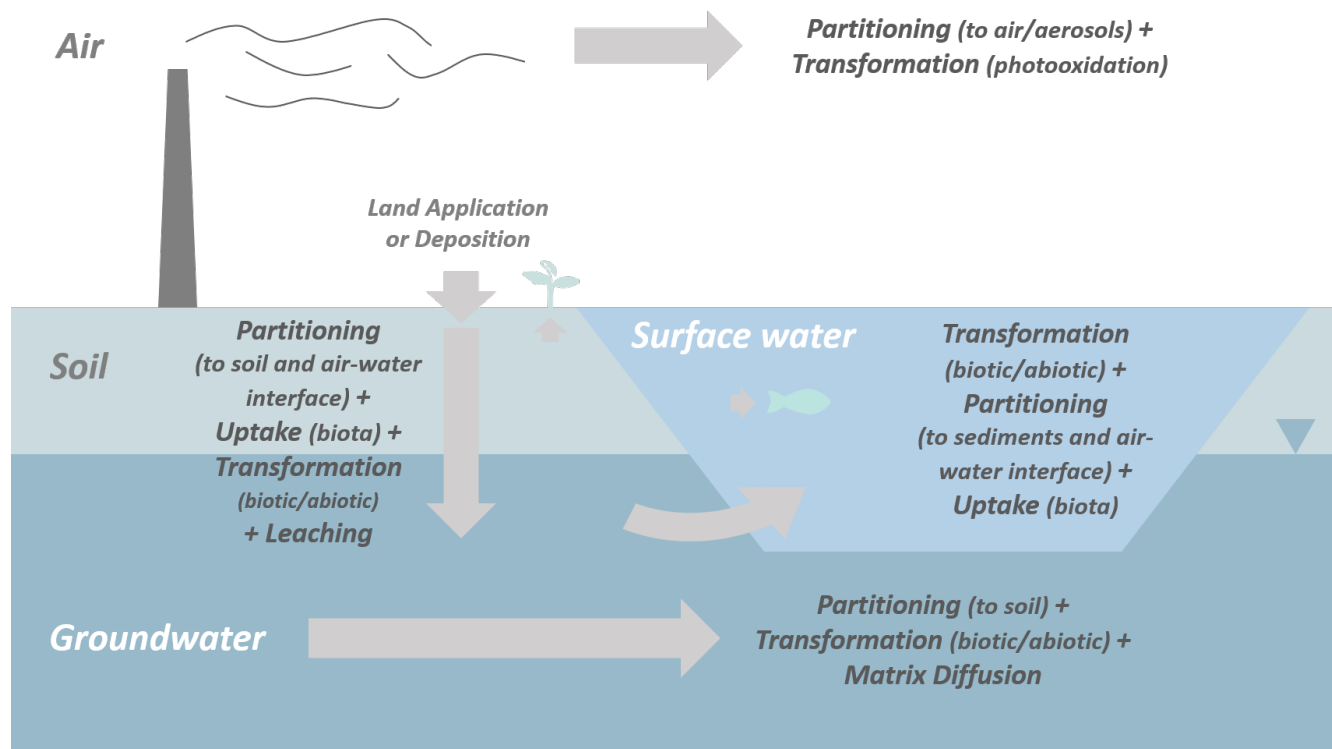 Air
Partitioning (to air/aerosols) +
Transformation (photooxidation)
Land Application
or Deposition
Soil
Partitioning
(to soil and air-water
interface) +
Uptake (biota) +
Transformation
(biotic/abiotic)
+ Leaching
Surface water
Transformation
(biotic/abiotic) +
Partitioning
(to sediments and air-
water interface) +
Uptake (biota)
Groundwater
Partitioning (to soil) +
Transformation (biotic/abiotic) +
Matrix Diffusion